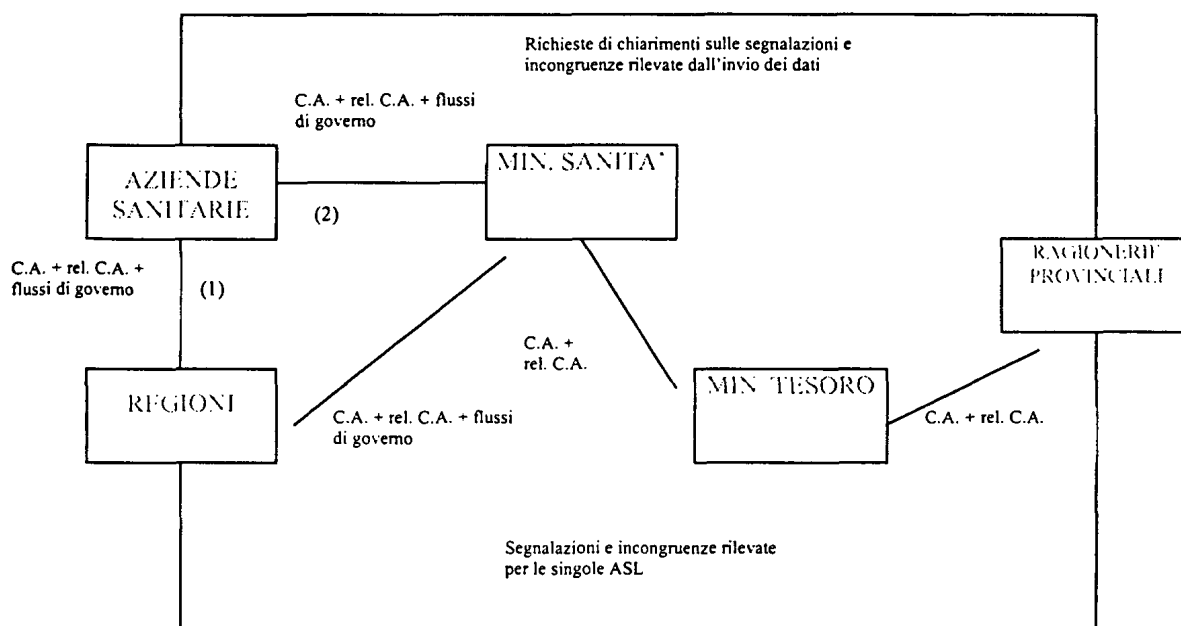 Richieste di chiarimenti sulle segnalazioni e
incongruenze rilevate dall'invio dei dati
C.A. + rel. C.A. + flussi
di governo
AZIENDE
SANITARIE
(2)
MIN. SANITA'
RAGIONERIE
PROVINCIALI
C.A. + rel. C.A. +
flussi di governo
(1)
C.A. +
rel. C.A.
REGIONI
MIN. TESORO
C.A. + rel. C.A. + flussi
di governo
C.A. + rel. C.A.
Segnalazioni e incongruenze rilevate
per le singole ASL